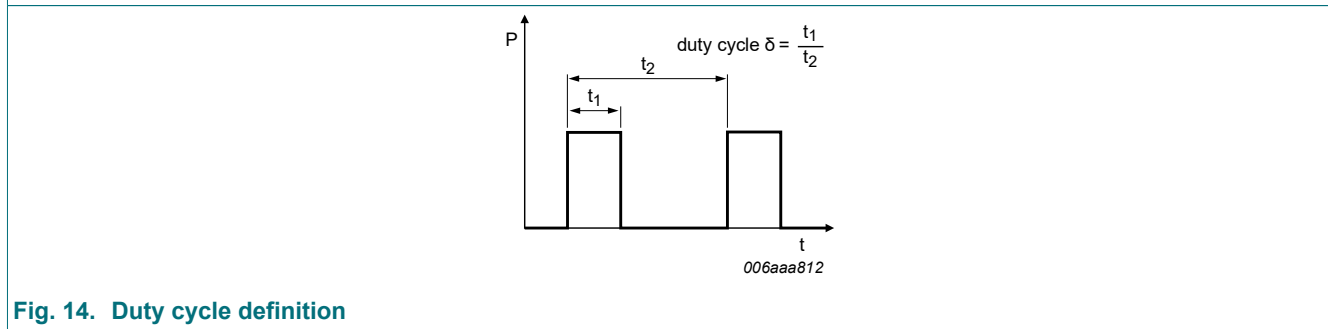 P
duty cycle δ = t1
t2
t2
t1
t
006aaa812
Fig. 14. Duty cycle definition